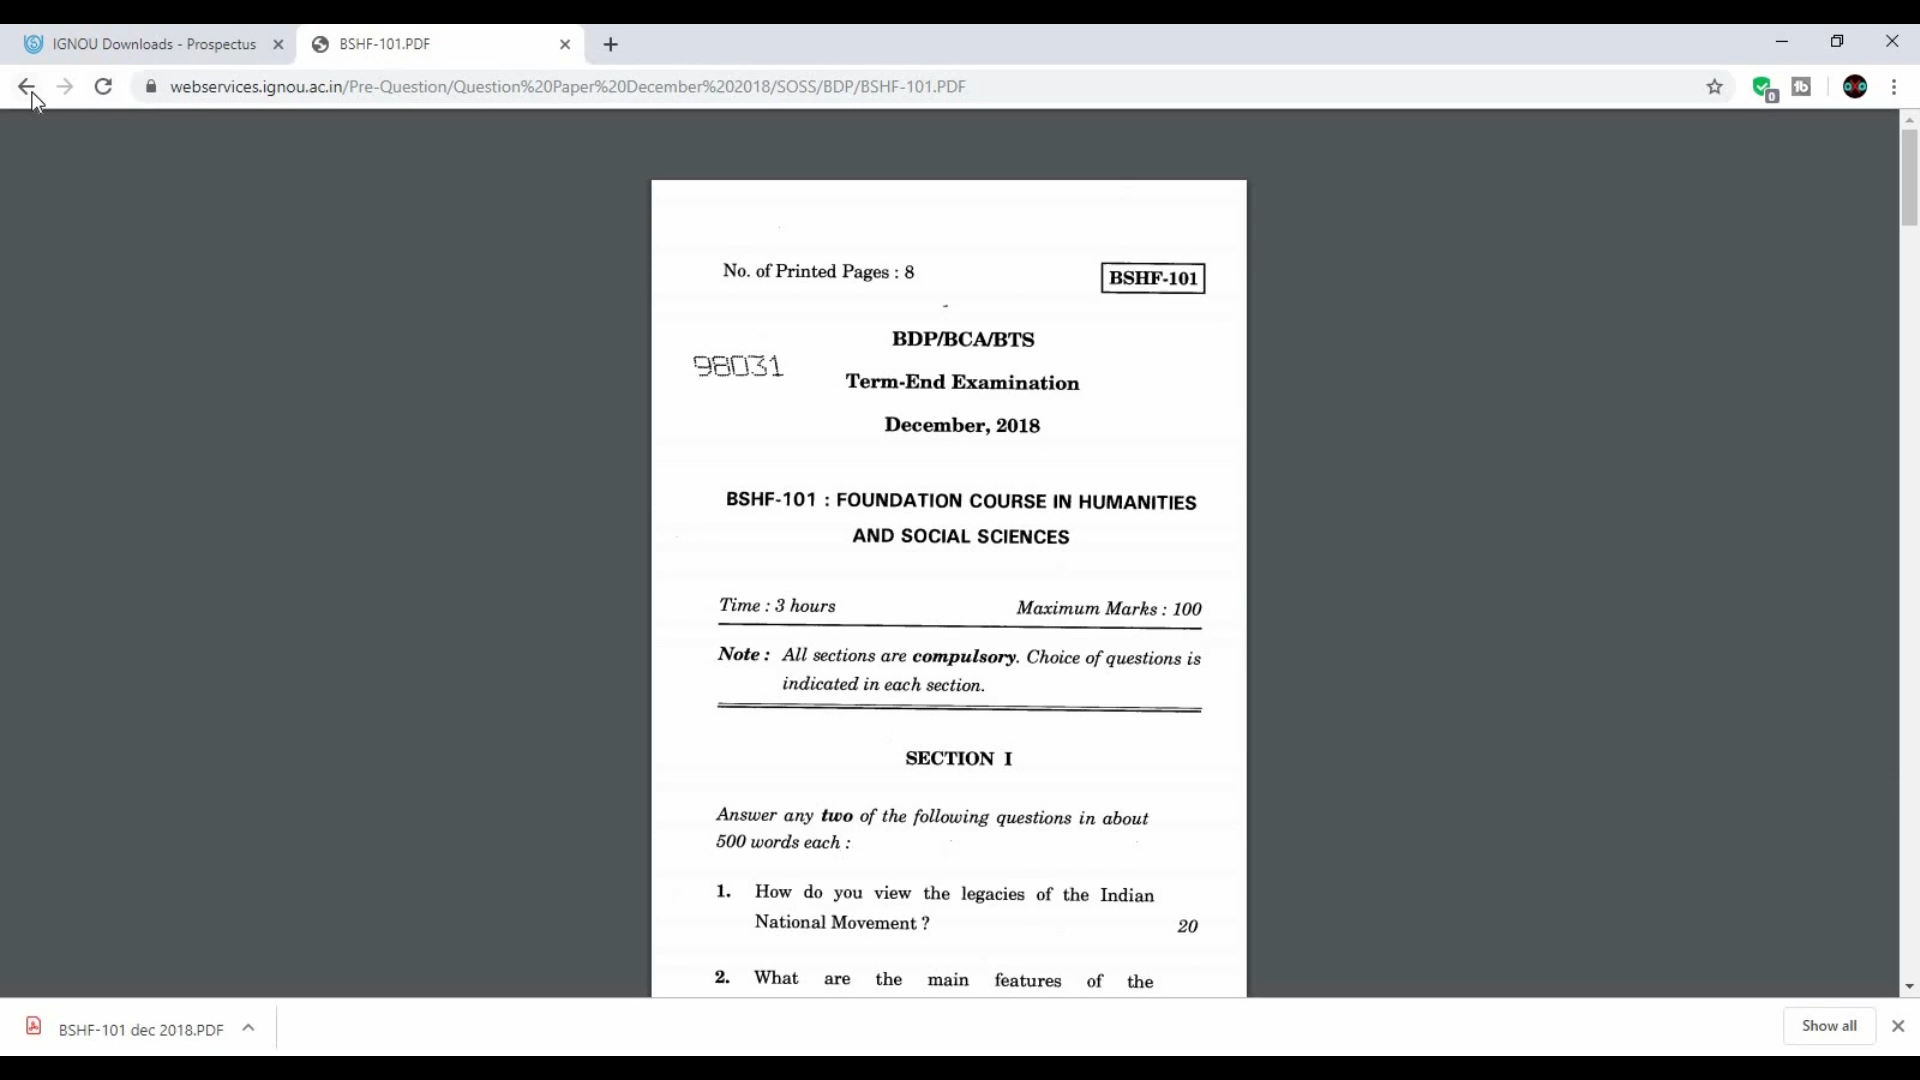 IGNOU Downloads - Prospectus
BSHF-101.PDF
webservices.ignou.ac.in/Pre-Question/Question%20Paper%20December%202018/SOSS/BDP/BSHF-101.PDF
0
No. of Printed Pages : 8
BSHF-101
BDP/BCA/BTS
98031
Term-End Examination
December, 2018
BSHF-101 : FOUNDATION COURSE IN HUMANITIES
AND SOCIAL SCIENCES
Time : 3 hours
Maximum Marks : 100
Note : All sections are compulsory. Choice of questions is
indicated in each section.
SECTION I
Answer any two of the following questions in about
500 words each :
1. How do you view the legacies of the Indian
National Movement ?
20
2. What are the main features of the
BSHF-101 dec 2018.PDF
Show all